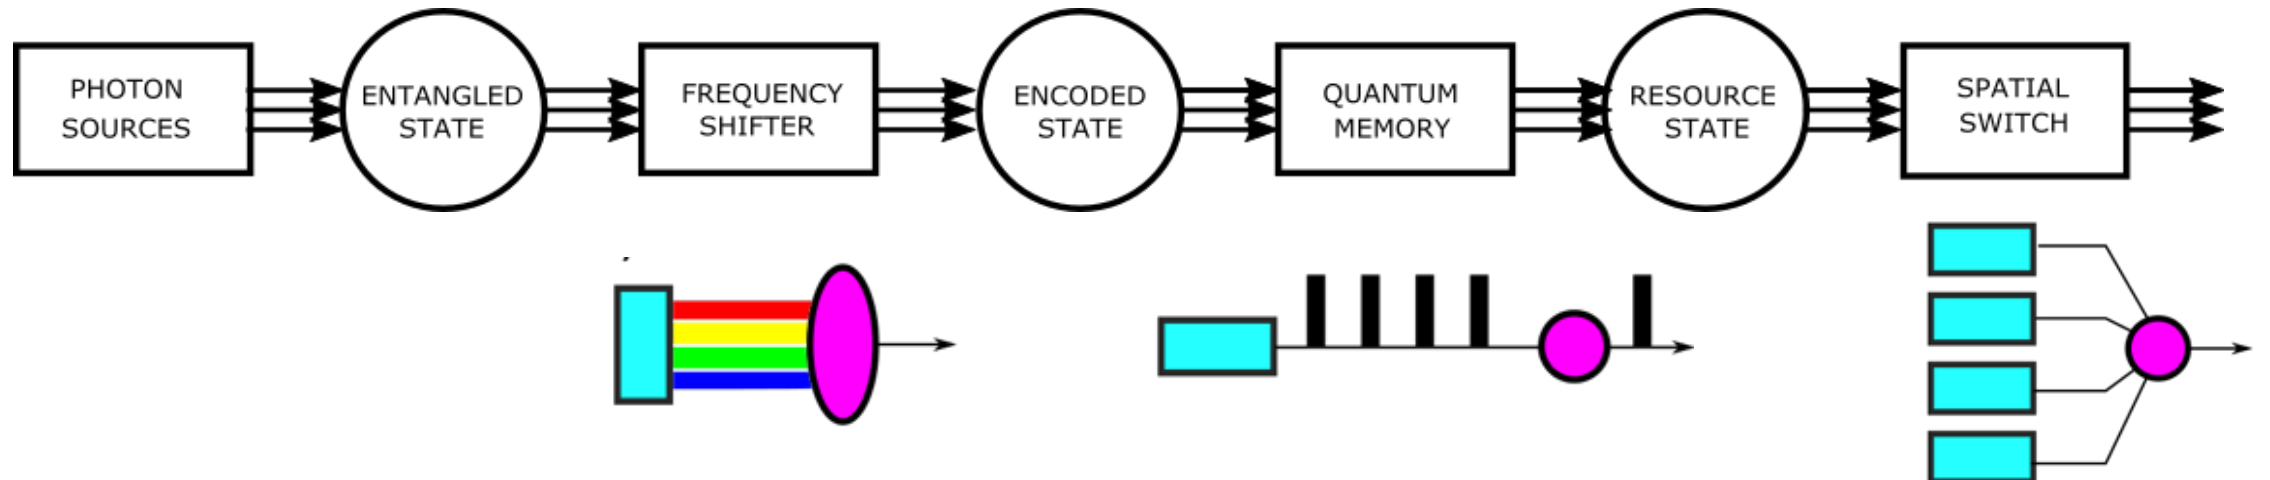 PHOTON
SOURCES
ENTANGLED
STATE
FREQUENCY
SHIFTER
ENCODED
STATE
QUANTUM
MEMORY
RESOURCE
STATE
SPATIAL
SWITCH